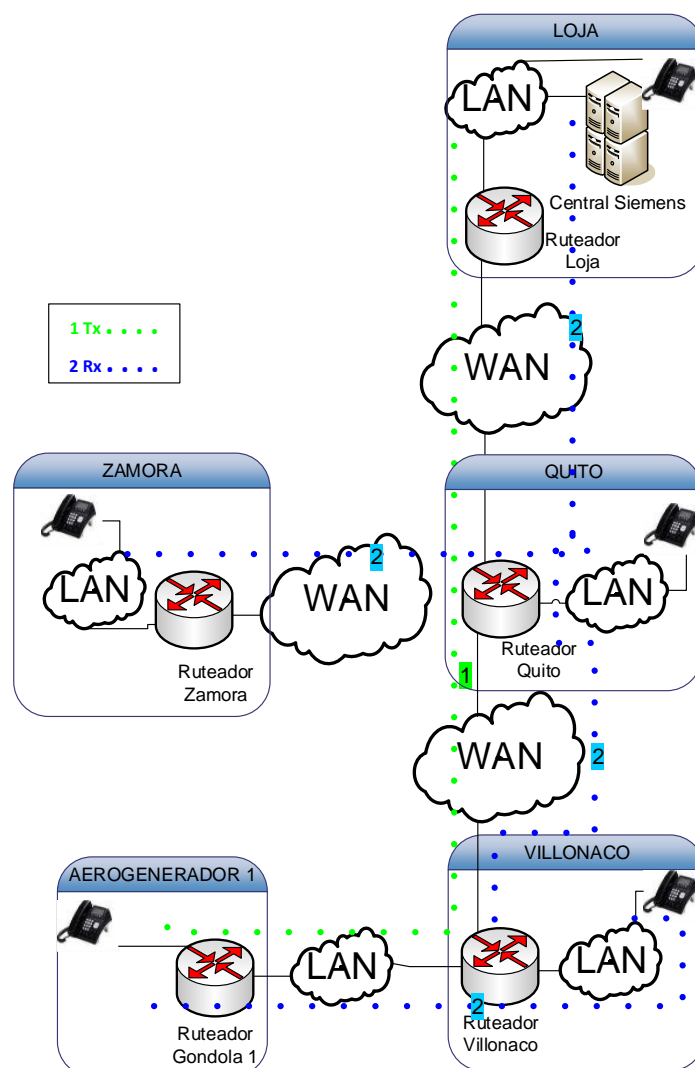 LOJA
LAN
Central Siemens
Ruteador
Loja
1 Tx
2 Rx
2
WAN
ZAMORA
QUITO
2
LAN
WAN
LAN
Ruteador
Zamora
Ruteador
Quito
1
WAN
2
AEROGENERADOR 1
VILLONACO
LAN
LAN
2
Ruteador
Gondola 1
Ruteador
Villonaco